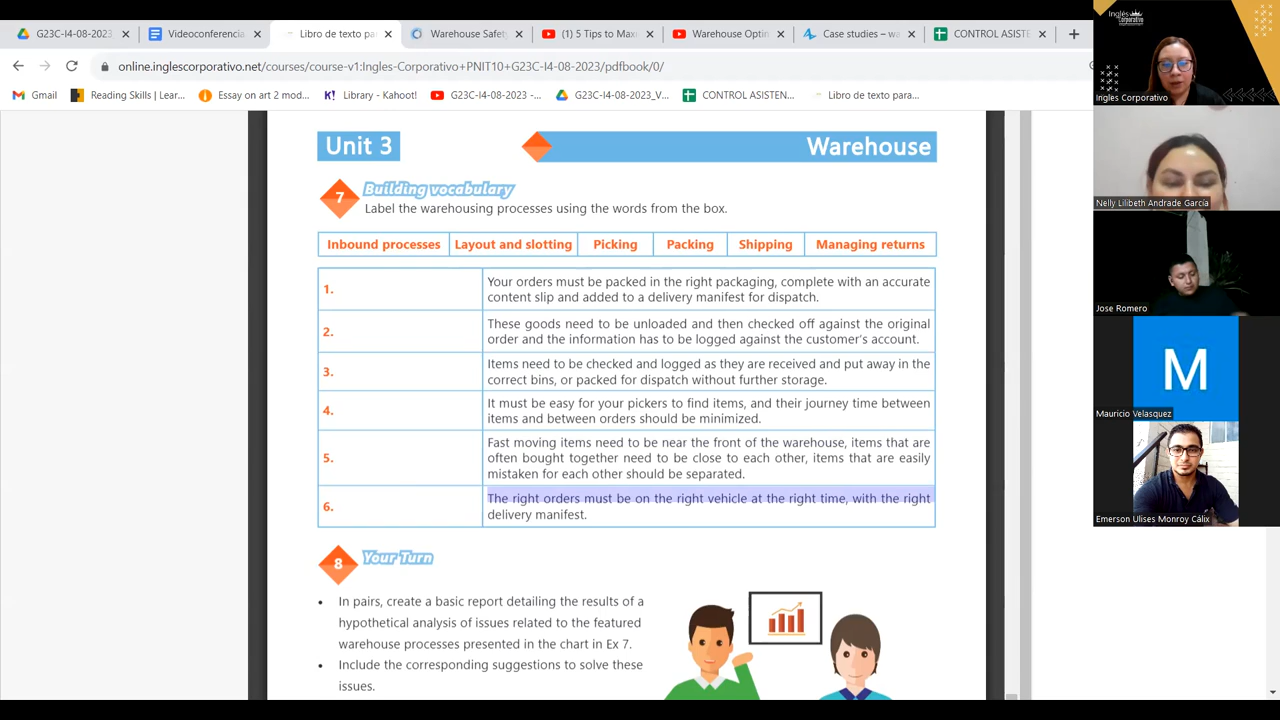 G23C-I4-08-2023
Videoconferencia
Libro de texto para
Warehouse Safety
(1) 5 Tips to Max
Warehouse Optin
Case studies – wa
CONTROL ASISTE
online.inglescorporativo.net/courses/course-v1:Ingles-Corporativo+PNIT10+G23C-I4-08-2023/pdfbook/0/
Gmail
Reading Skills | Lear...
Essay on art 2 mod...
Library - Kahoot
G23C-I4-08-2023 -...
G23C-I4-08-2023_V...
CONTROL ASISTEN...
Libro de texto para...
Unit 3
Warehouse
7
Building vocabulary
Label the warehousing processes using the words from the box.
Inbound processes
Layout and slotting
Picking
Packing
Shipping
Managing returns
1.
Your orders must be packed in the right packaging, complete with an accurate
content slip and added to a delivery manifest for dispatch.
2.
These goods need to be unloaded and then checked off against the original
order and the information has to be logged against the customer's account.
3.
Items need to be checked and logged as they are received and put away in the
correct bins, or packed for dispatch without further storage.
4.
It must be easy for your pickers to find items, and their journey time between
items and between orders should be minimized.
5.
Fast moving items need to be near the front of the warehouse, items that are
often bought together need to be close to each other, items that are easily
mistaken for each other should be separated.
6.
The right orders must be on the right vehicle at the right time, with the right
delivery manifest.
8
Your Turn
• In pairs, create a basic report detailing the results of a
hypothetical analysis of issues related to the featured
warehouse processes presented in the chart in Ex 7.
• Include the corresponding suggestions to solve these
issues.
Inglés
Corporativo
Ingles Corporativo
Nelly Lilibeth Andrade García
Jose Romero
M
Mauricio Velasquez
Emerson Ulises Monroy Cálix